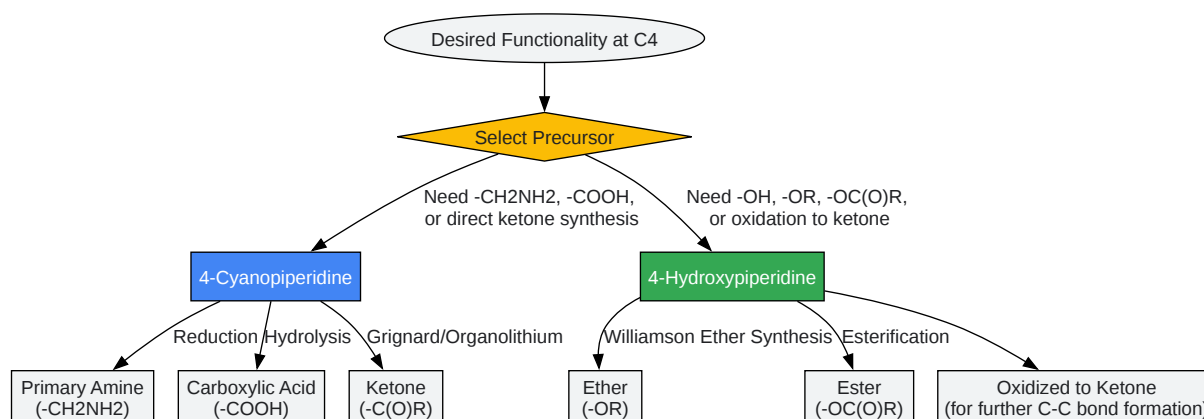 Desired Functionality at C4
Select Precursor
Need -CH2NH2, -COOH,
or direct ketone synthesis
Need -OH, -OR, -OC(O)R,
or oxidation to ketone
4-Cyanopiperidine
4-Hydroxypiperidine
Reduction
Hydrolysis
Grignard/Organolithium
Williamson Ether Synthesis
Esterification
Primary Amine
(-CH2NH2)
Carboxylic Acid
(-COOH)
Ketone
(-C(O)R)
Ether
(-OR)
Ester
(-OC(O)R)
Oxidized to Ketone
(for further C-C bond formation)